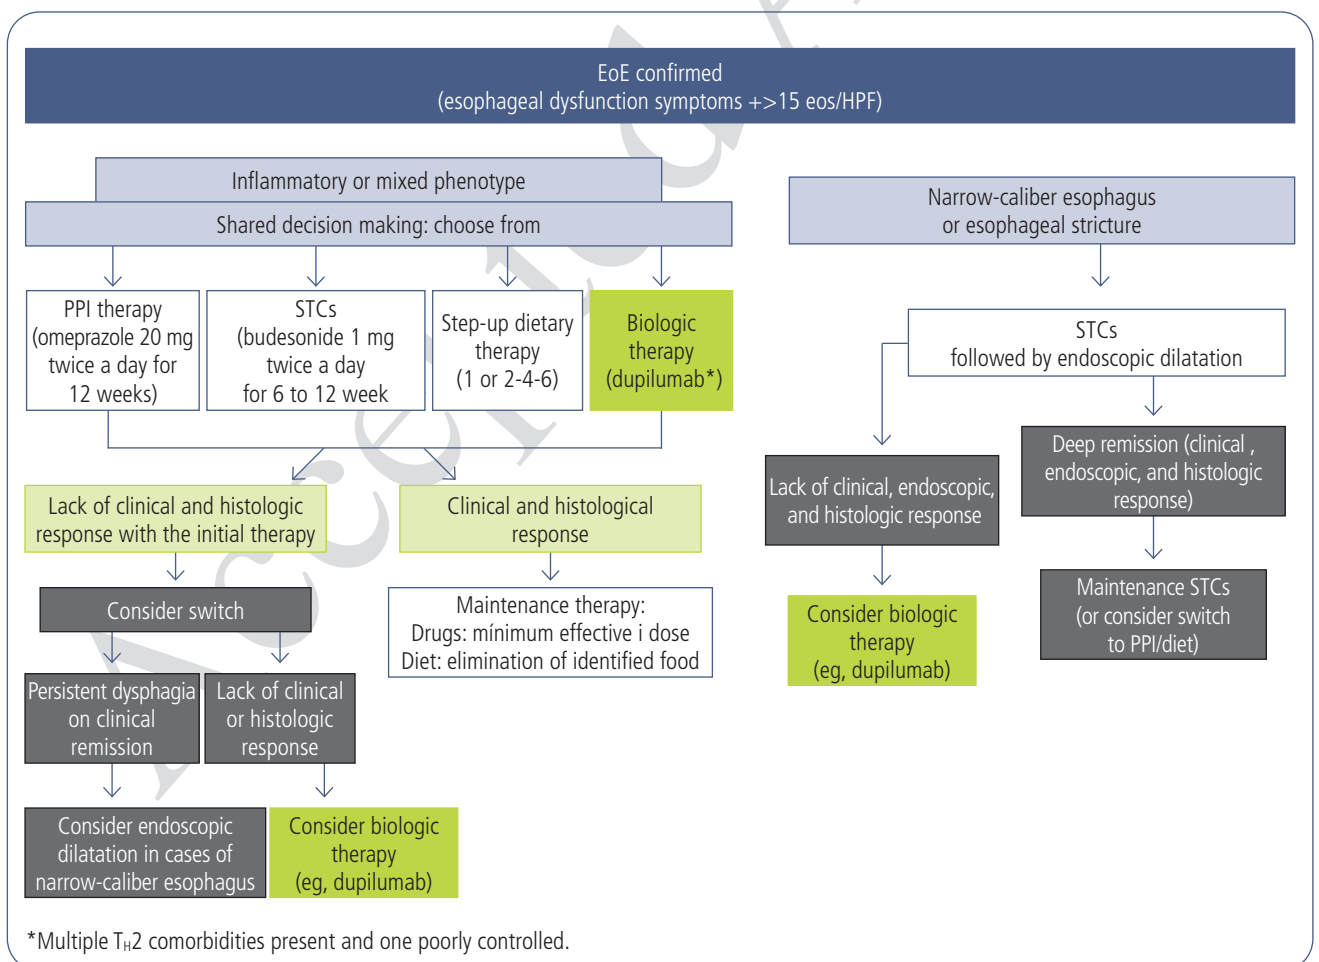 EoE confirmed
(esophageal dysfunction symptoms +>15 eos/HPF)
Inflammatory or mixed phenotype
Shared decision making: choose from
PPI therapy
(omeprazole 20 mg
twice a day for
12 weeks)
STCs
(budesonide 1 mg
twice a day
for 6 to 12 week
Step-up dietary
therapy
(1 or 2-4-6)
Biologic
therapy
(dupilumab*)
Lack of clinical and histologic
response with the initial therapy
Clinical and histological
response
Consider switch
Maintenance therapy:
Drugs: mínimum effective i dose
Diet: elimination of identified food
Persistent dysphagia
on clinical
remission
Lack of clinical
or histologic
response
Consider endoscopic
dilatation in cases of
narrow-caliber esophagus
Consider biologic
therapy
(eg, dupilumab)
Narrow-caliber esophagus
or esophageal stricture
STCs
followed by endoscopic dilatation
Lack of clinical, endoscopic,
and histologic response
Deep remission (clinical ,
endoscopic, and histologic
response)
Consider biologic
therapy
(eg, dupilumab)
Maintenance STCs
(or consider switch
to PPI/diet)
*Multiple TH2 comorbidities present and one poorly controlled.
Accepted A